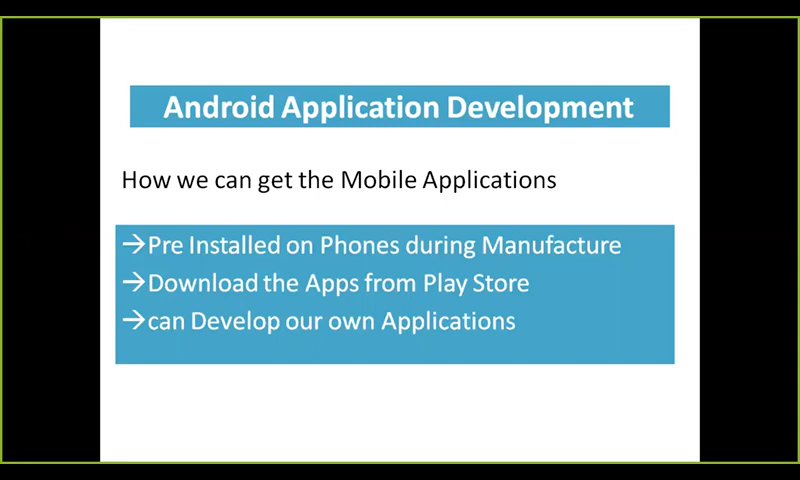 Android Application Development
How we can get the Mobile Applications
→Pre Installed on Phones during Manufacture
→Download the Apps from Play Store
→can Develop our own Applications